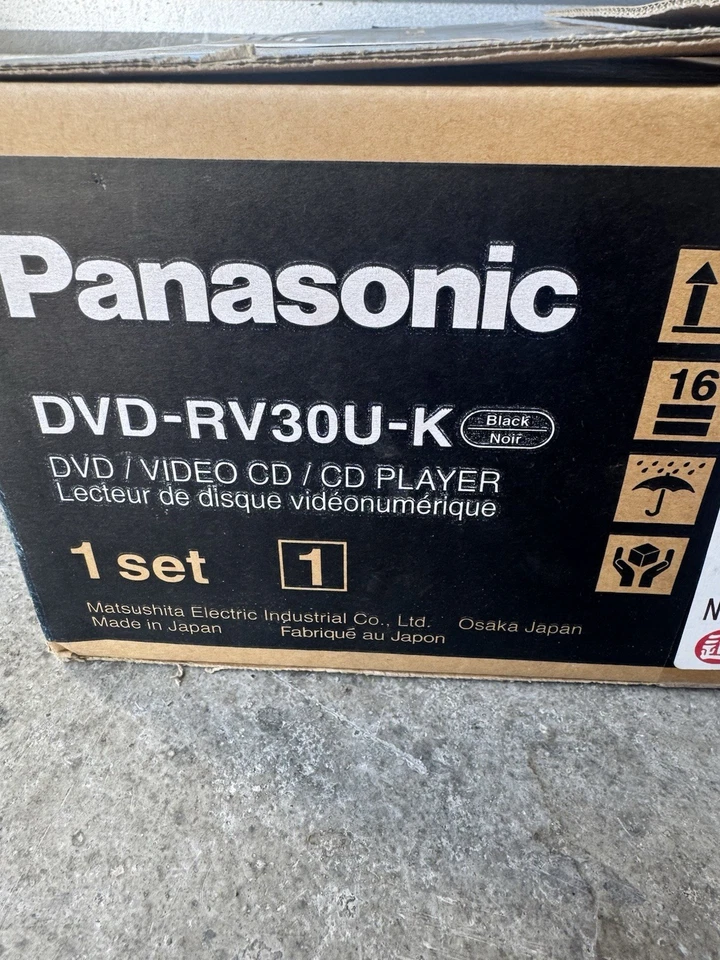 Panasonic
DVD-RV30U-K
Black
Noir
DVD / VIDEO CD / CD PLAYER
Lecteur de disque vidéonumérique
1 set
1
Matsushita Electric Industrial Co., Ltd. Osaka Japan
Made in Japan Fabriqué au Japon
16